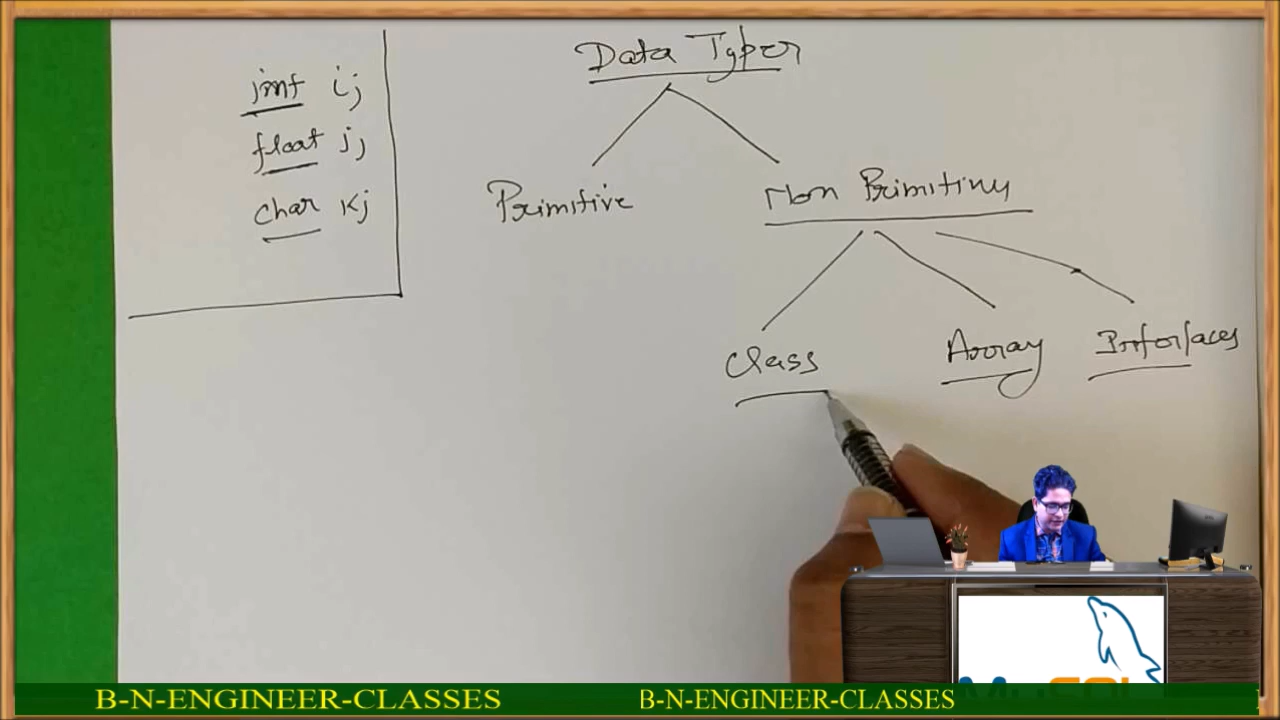 Data Types
int i;
float j;
char k;
Primitive
Non Primitive
Class
Array
Interfaces
B-N-ENGINEER-CLASSES B-N-ENGINEER-CLASSES